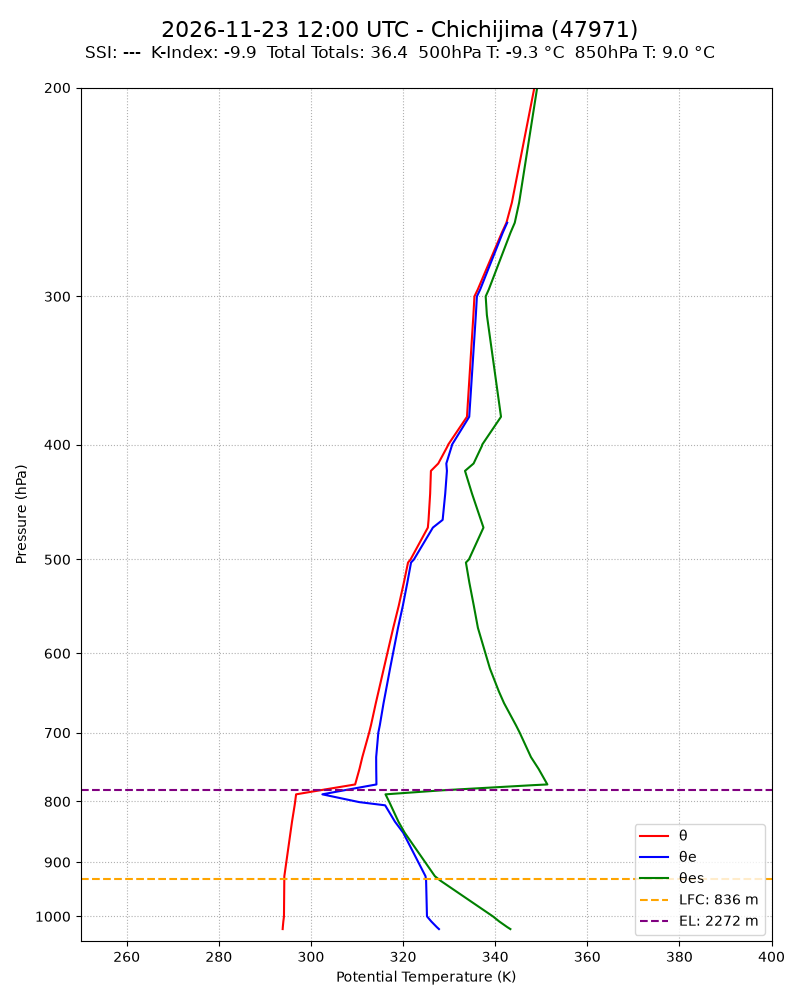 2026-11-23 12:00 UTC - Chichijima (47971)
SSI: --- K-Index: -9.9 Total Totals: 36.4 500hPa T: -9.3 °C 850hPa T: 9.0 °C
200
300
400
500
600
700
800
900
1000
Pressure (hPa)
θ
θe
θes
LFC: 836 m
EL: 2272 m
260 280 300 320 340 360 380 400
Potential Temperature (K)